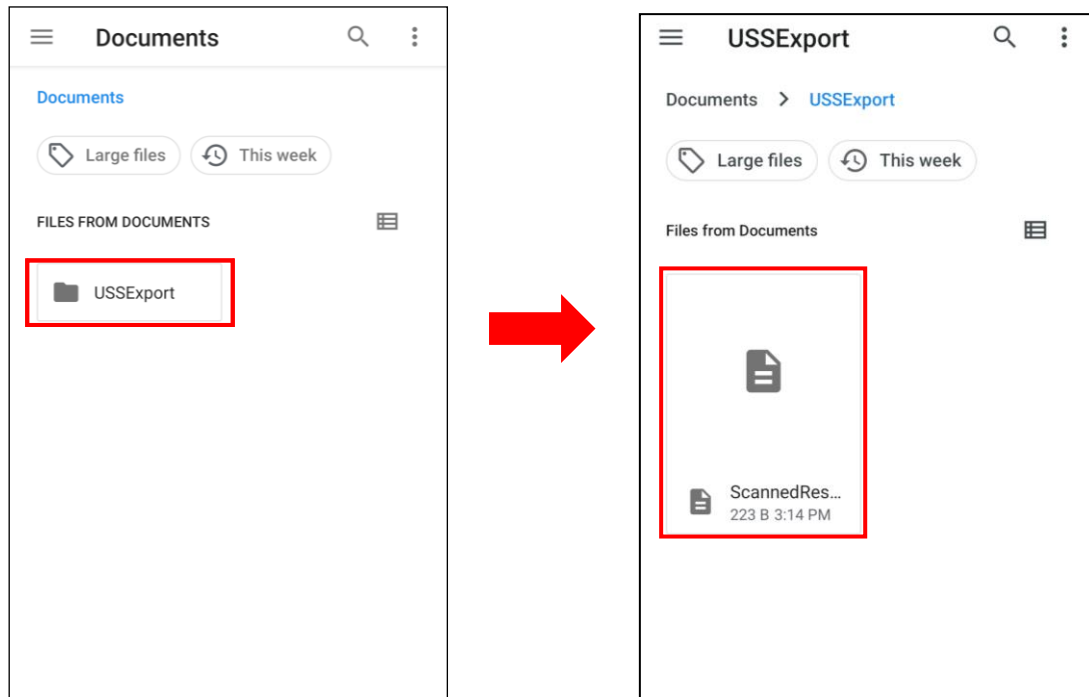 Documents
Documents
Large files
This week
FILES FROM DOCUMENTS
USSExport
USSExport
Documents > USSExport
Large files
This week
Files from Documents
ScannedRes...
223 B 3:14 PM